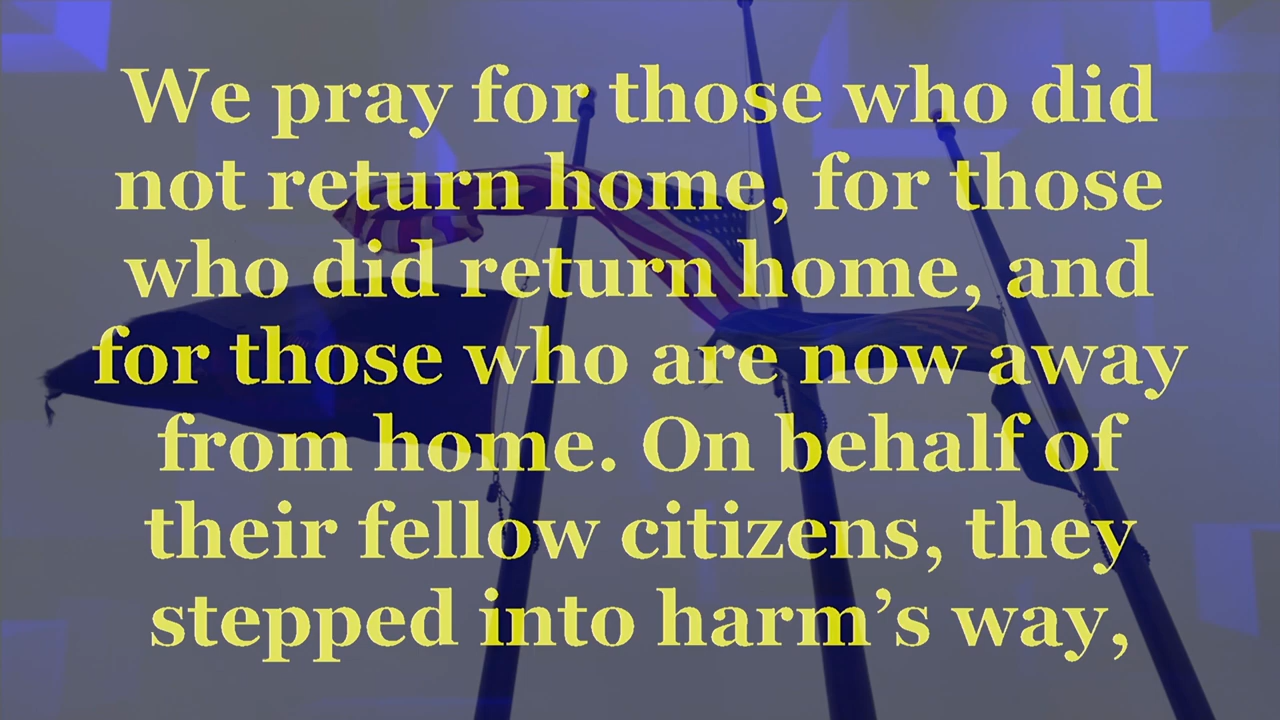 We pray for those who did
not return home, for those
who did return home, and
for those who are now away
from home. On behalf of
their fellow citizens, they
stepped into harm’s way,